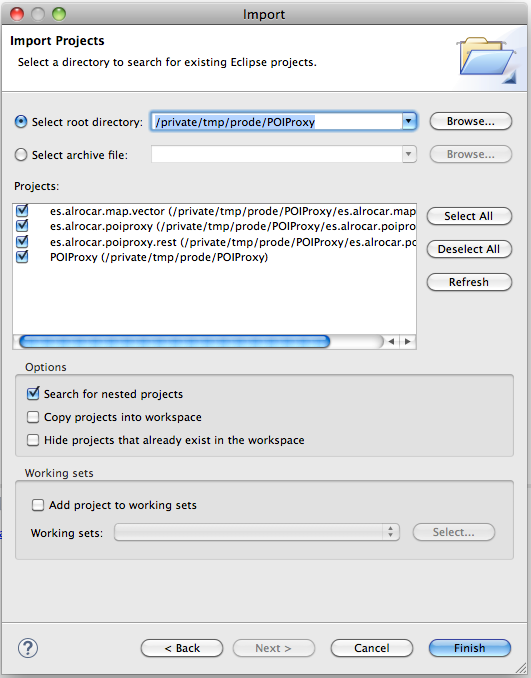 Import
Import Projects
Select a directory to search for existing Eclipse projects.
Select root directory: /private/tmp/prode/POIProxy Browse...
Select archive file: Browse...
Projects:
es.alrocar.map.vector (/private/tmp/prode/POIProxy/es.alrocar.map
es.alrocar.poiproxy (/private/tmp/prode/POIProxy/es.alrocar.poipro
es.alrocar.poiproxy.rest (/private/tmp/prode/POIProxy/es.alrocar.po
POIProxy (/private/tmp/prode/POIProxy)
Select All
Deselect All
Refresh
Options
Search for nested projects
Copy projects into workspace
Hide projects that already exist in the workspace
Working sets
Add project to working sets
Working sets: Select...
? < Back Next > Cancel Finish